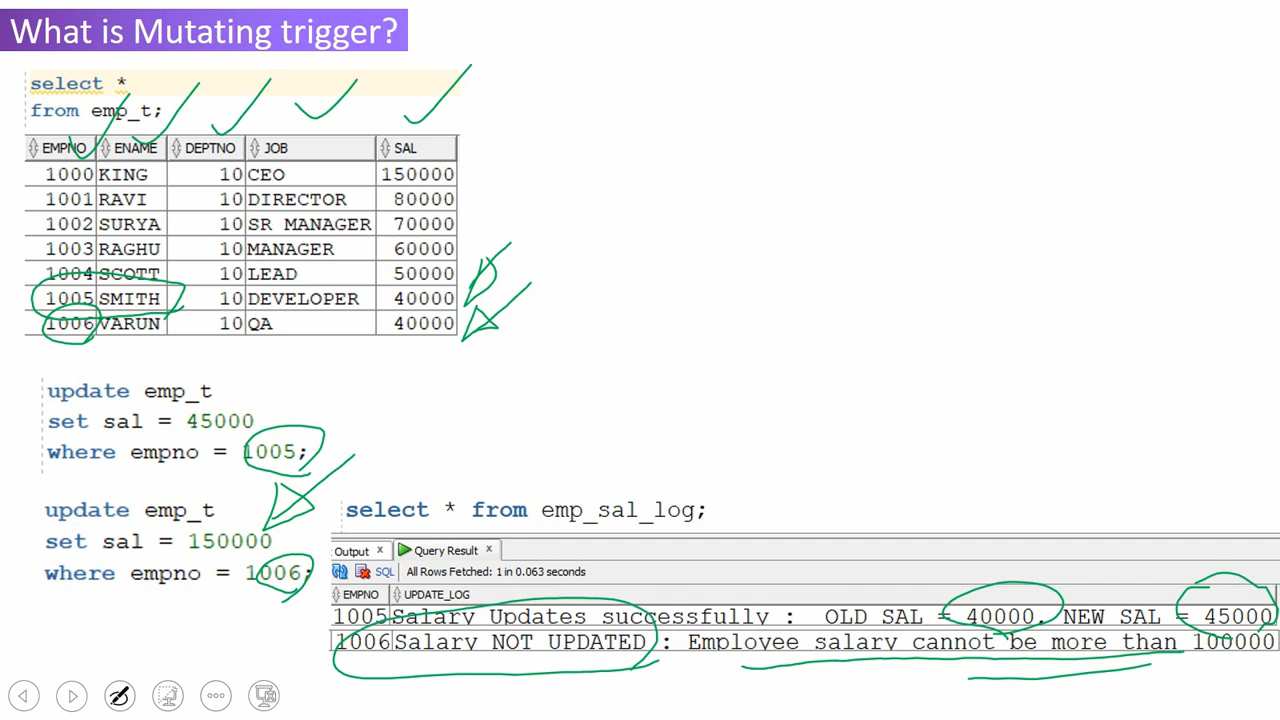 What is Mutating trigger?
select *
from emp_t;
EMPNO ENAME DEPTNO JOB SAL
1000 KING 10 CEO 150000
1001 RAVI 10 DIRECTOR 80000
1002 SURYA 10 SR MANAGER 70000
1003 RAGHU 10 MANAGER 60000
1004 SCOTT 10 LEAD 50000
1005 SMITH 10 DEVELOPER 40000
1006 VARUN 10 QA 40000
update emp_t
set sal = 45000
where empno = 1005;
update emp_t
set sal = 150000
where empno = 1006;
select * from emp_sal_log;
Output Query Result
SQL All Rows Fetched: 1 in 0.063 seconds
EMPNO UPDATE_LOG
1005 Salary Updates successfully : OLD SAL = 40000, NEW SAL = 45000
1006 Salary NOT UPDATED : Employee salary cannot be more than 100000